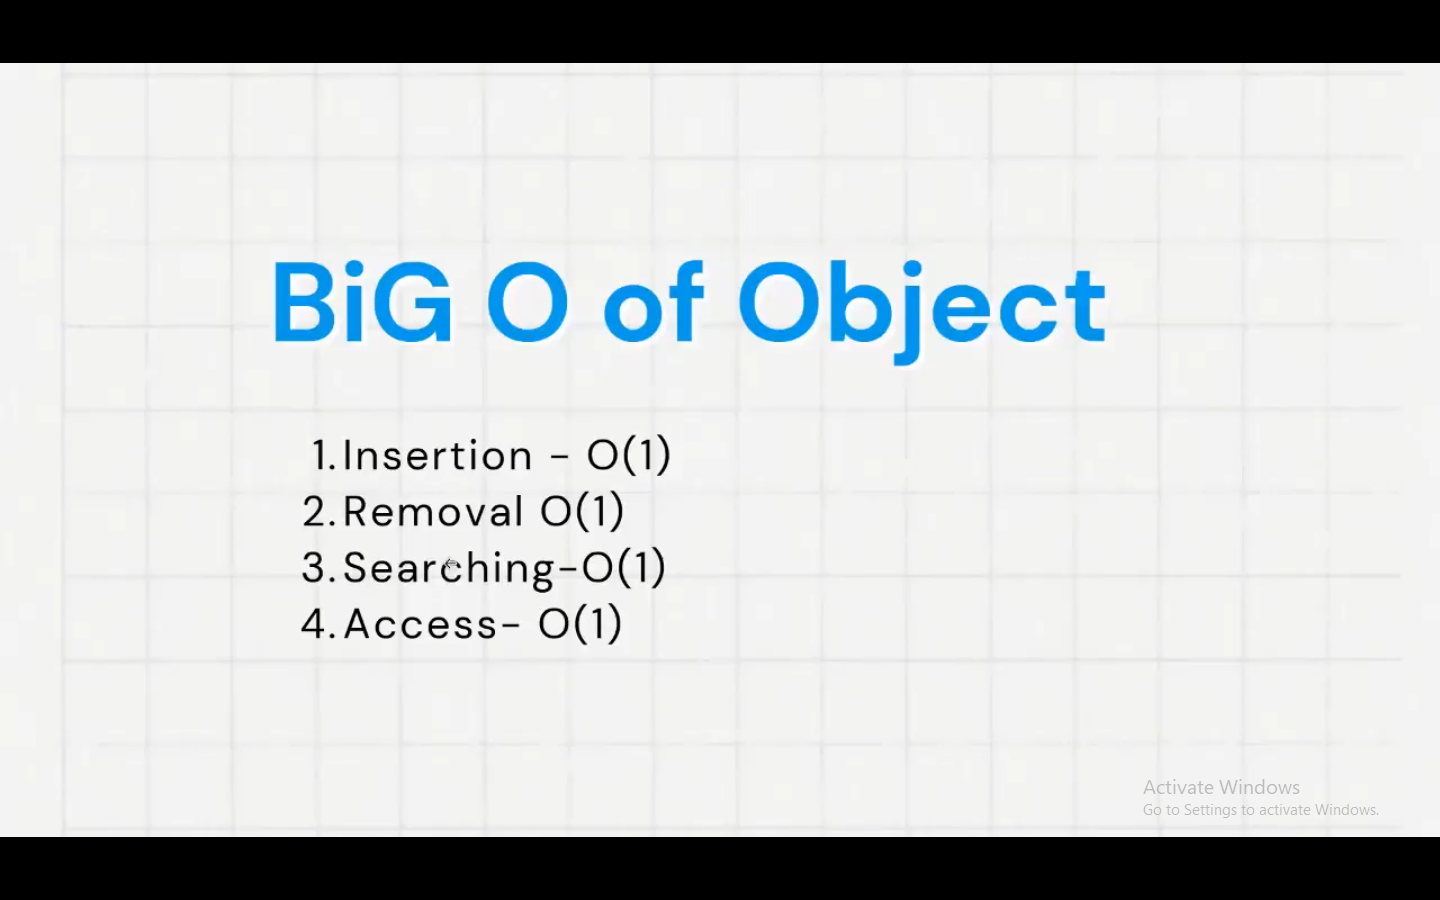 BiG O of Object
1. Insertion - O(1)
2. Removal O(1)
3. Searching-O(1)
4. Access- O(1)
Activate Windows
Go to Settings to activate Windows.